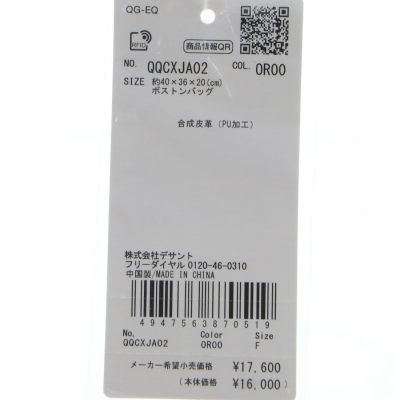 QG-EQ
RFID
商品情報QR
NO. QQCXJA02 COL. OR00
SIZE 約40×36×20(cm)
ボストンバッグ
合成皮革 (PU加工)
株式会社デサント
フリーダイヤル 0120-46-0310
中国製/MADE IN CHINA
4947563870519
No. Color Size
QQCXJA02 OR00 F
メーカー希望小売価格 ¥17,600
(本体価格 ¥16,000)